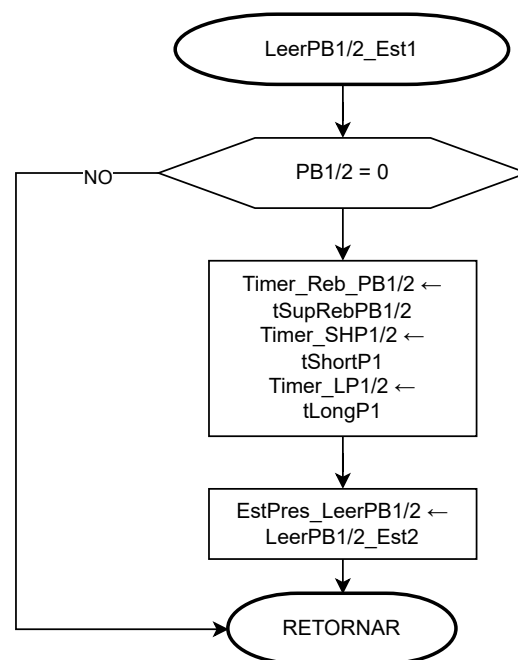 LeerPB1/2_Est1
PB1/2 = 0
NO
Timer_Reb_PB1/2 ←
tSupRebPB1/2
Timer_SHP1/2 ←
tShortP1
Timer_LP1/2 ←
tLongP1
EstPres_LeerPB1/2 ←
LeerPB1/2_Est2
RETORNAR